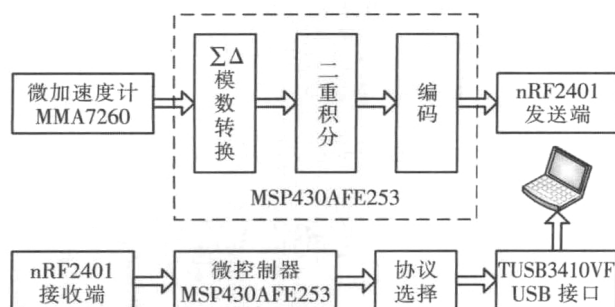 微加速度计
MMA7260
ΣΔ
模数转换
二重积分
编码
MSP430AFE253
nRF2401
发送端
nRF2401
接收端
微控制器
MSP430AFE253
协议
选择
TUSB3410VF
USB 接口